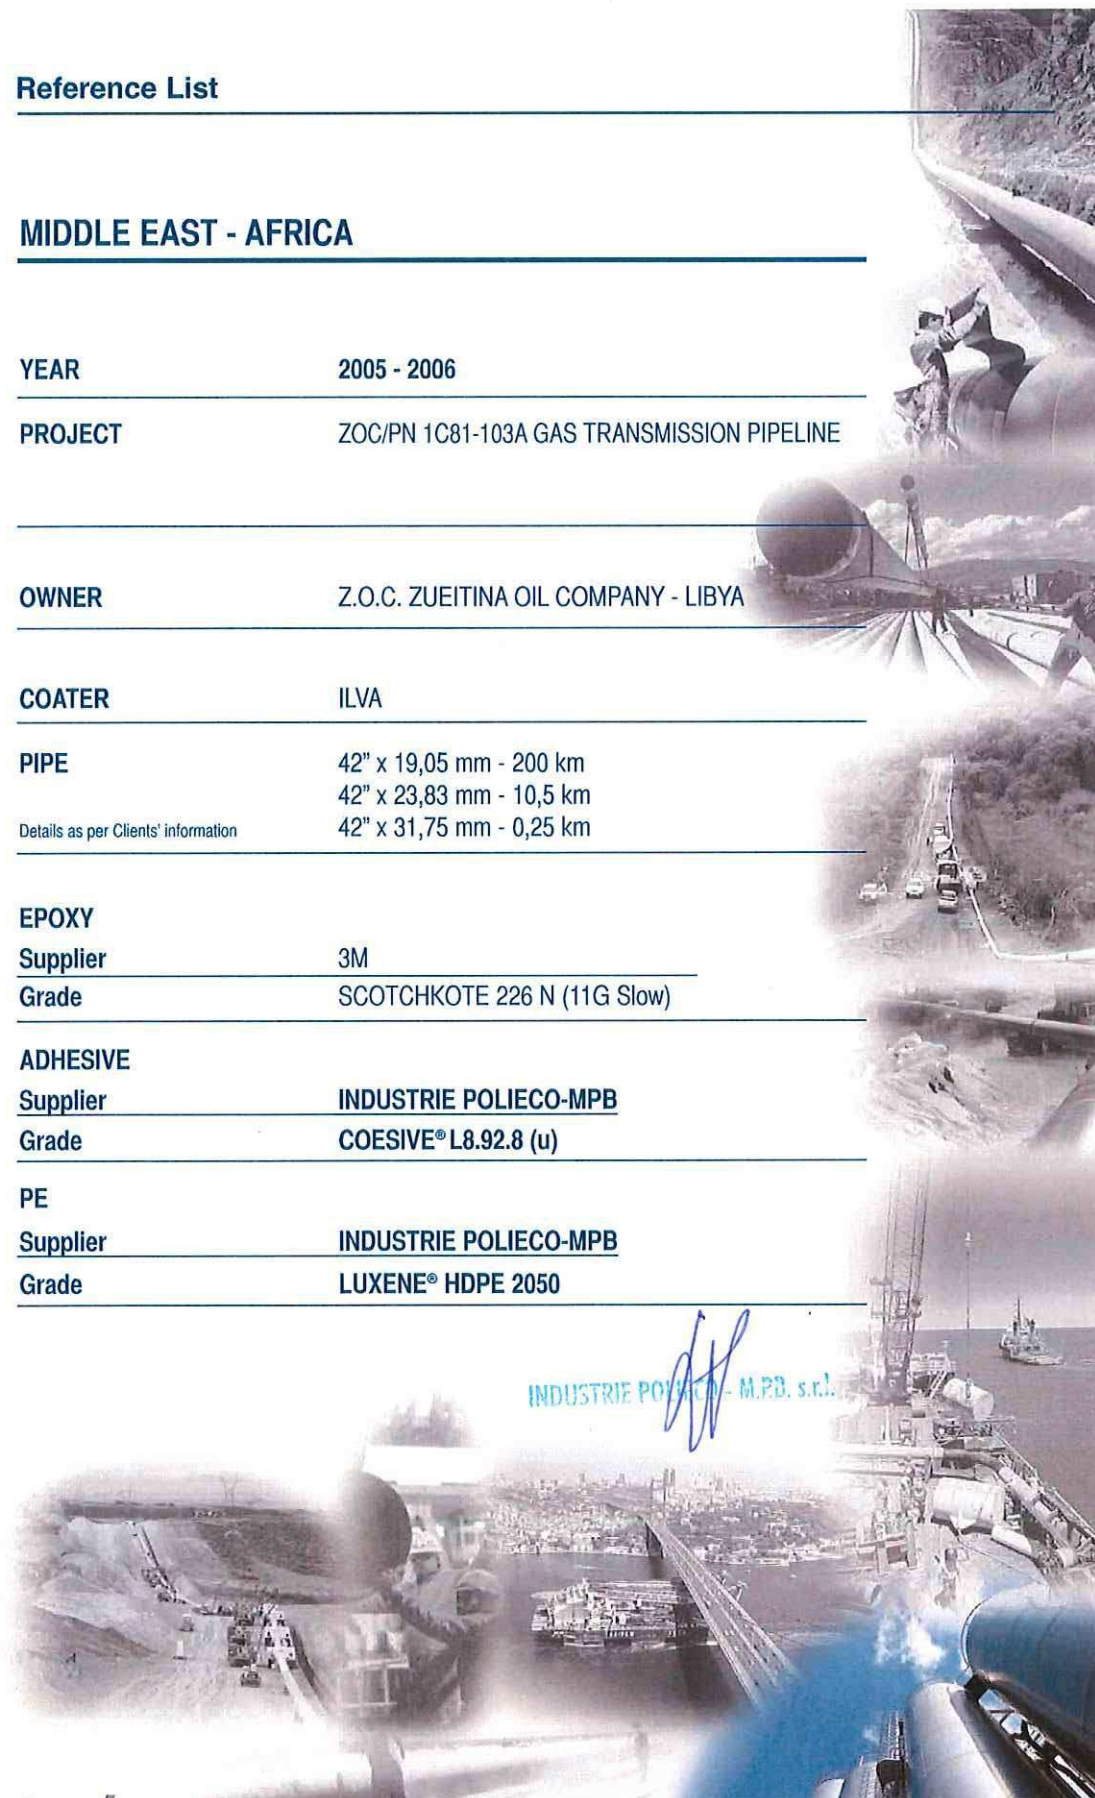 Reference List
MIDDLE EAST - AFRICA
YEAR 2005 - 2006
PROJECT ZOC/PN 1C81-103A GAS TRANSMISSION PIPELINE
OWNER Z.O.C. ZUEITINA OIL COMPANY - LIBYA
COATER ILVA
PIPE 42" x 19,05 mm - 200 km
42" x 23,83 mm - 10,5 km
Details as per Clients' information 42" x 31,75 mm - 0,25 km
EPOXY
Supplier 3M
Grade SCOTCHKOTE 226 N (11G Slow)
ADHESIVE
Supplier INDUSTRIE POLIECO-MPB
Grade COESIVE® L8.92.8 (u)
PE
Supplier INDUSTRIE POLIECO-MPB
Grade LUXENE® HDPE 2050
INDUSTRIE POLIECO - M.P.B. s.r.l.